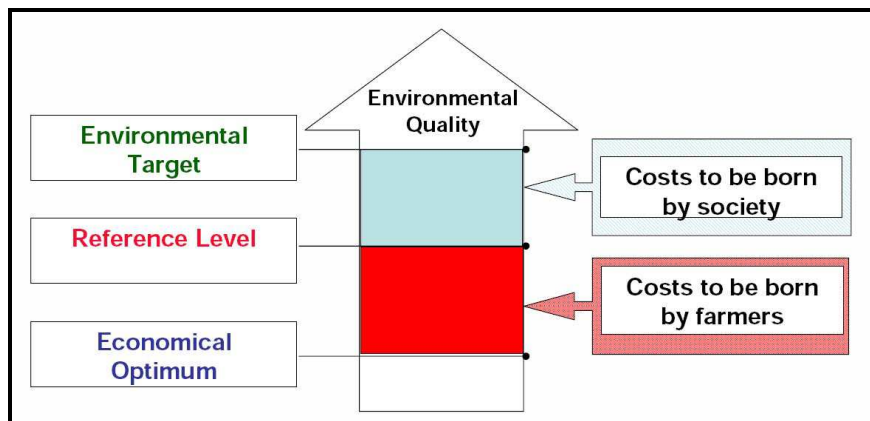 Environmental
Quality
Environmental
Target
Reference Level
Economical
Optimum
Costs to be born
by society
Costs to be born
by farmers